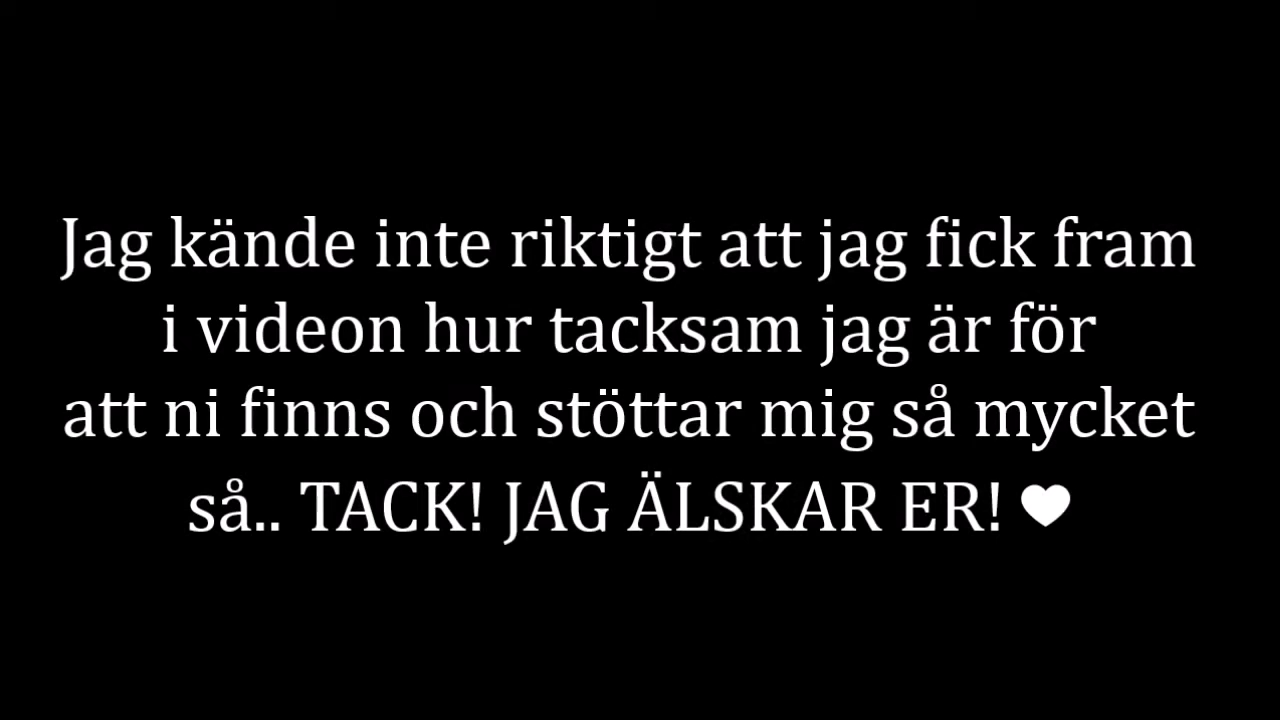 Jag kände inte riktigt att jag fick fram
i videon hur tacksam jag är för
att ni finns och stöttar mig så mycket
så.. TACK! JAG ÄLSKAR ER! ♥